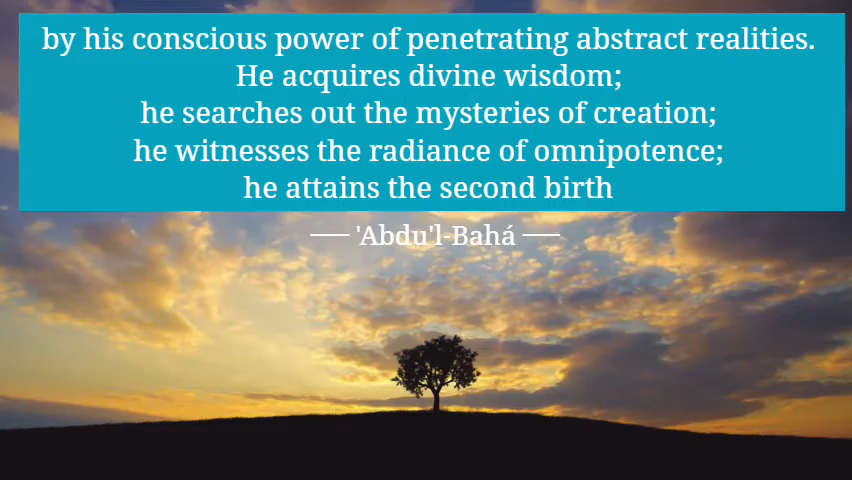 by his conscious power of penetrating abstract realities.
He acquires divine wisdom;
he searches out the mysteries of creation;
he witnesses the radiance of omnipotence;
he attains the second birth
— 'Abdu'l-Bahá —